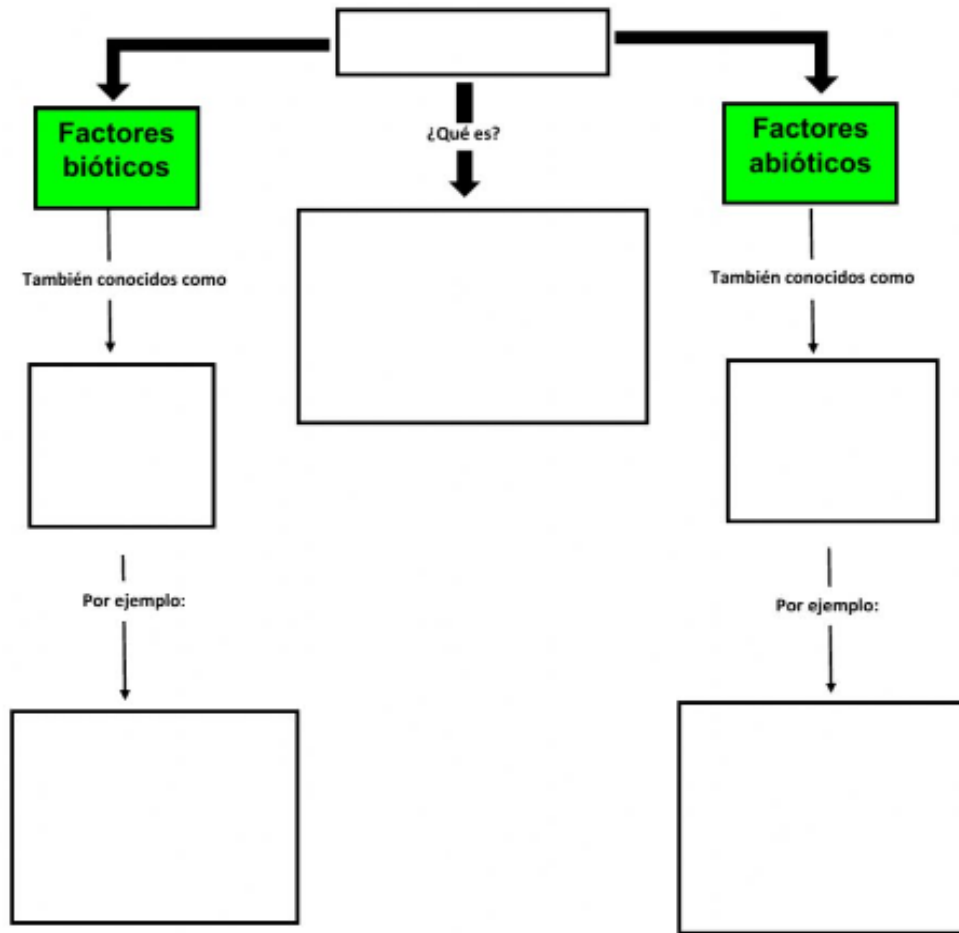 Factores
bióticos
¿Qué es?
Factores
abióticos
También conocidos como
También conocidos como
Por ejemplo:
Por ejemplo: